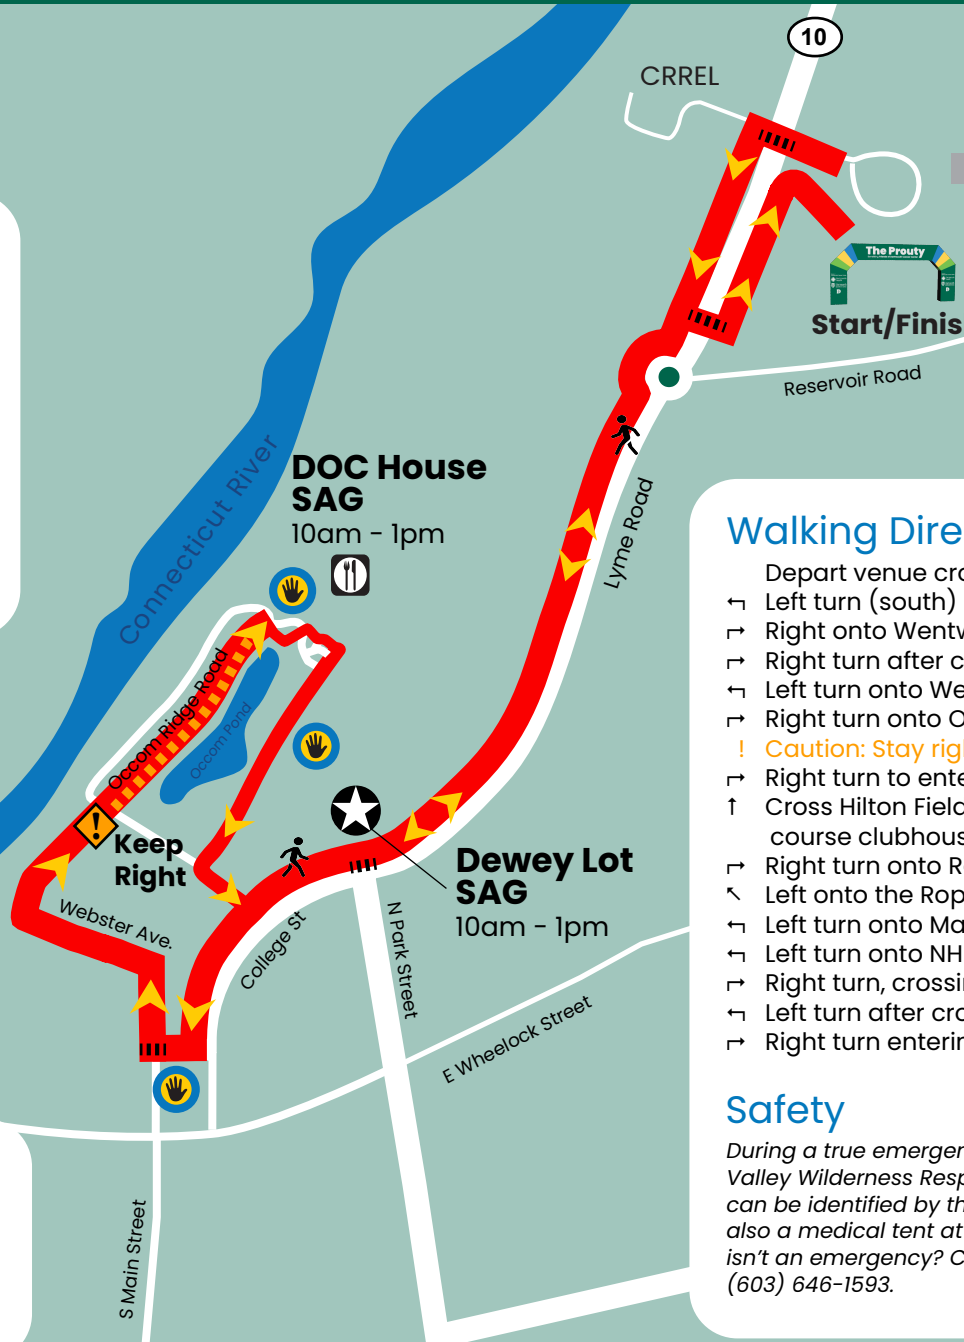 10
CRREL
The Prouty
Start/Finis
Reservoir Road
Connecticut River
DOC House
SAG
10am - 1pm
Lyme Road
Occom Ridge Road
Occom Pond
Keep
Right
Webster Ave.
College St
N Park Street
Dewey Lot
SAG
10am - 1pm
E Wheelock Street
S Main Street
Walking Dire
Depart venue cro
Left turn (south)
Right onto Wentw
Right turn after c
Left turn onto We
Right turn onto O
! Caution: Stay rig
Right turn to ente
Cross Hilton Field
course clubhous
Right turn onto R
Left onto the Rop
Left turn onto Ma
Left turn onto NH
Right turn, crossi
Left turn after cro
Right turn enterin
Safety
During a true emergen
Valley Wilderness Resp
can be identified by th
also a medical tent at
isn't an emergency? C
(603) 646-1593.